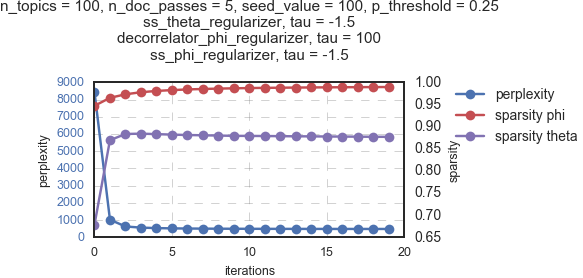 n_topics = 100, n_doc_passes = 5, seed_value = 100, p_threshold = 0.25
ss_theta_regularizer, tau = -1.5
decorrelator_phi_regularizer, tau = 100
ss_phi_regularizer, tau = -1.5
9000
8000
7000
6000
5000
4000
3000
2000
1000
0
perplexity
0
5
10
15
20
iterations
1.00
0.95
0.90
0.85
0.80
0.75
0.70
0.65
sparsity
perplexity
sparsity phi
sparsity theta